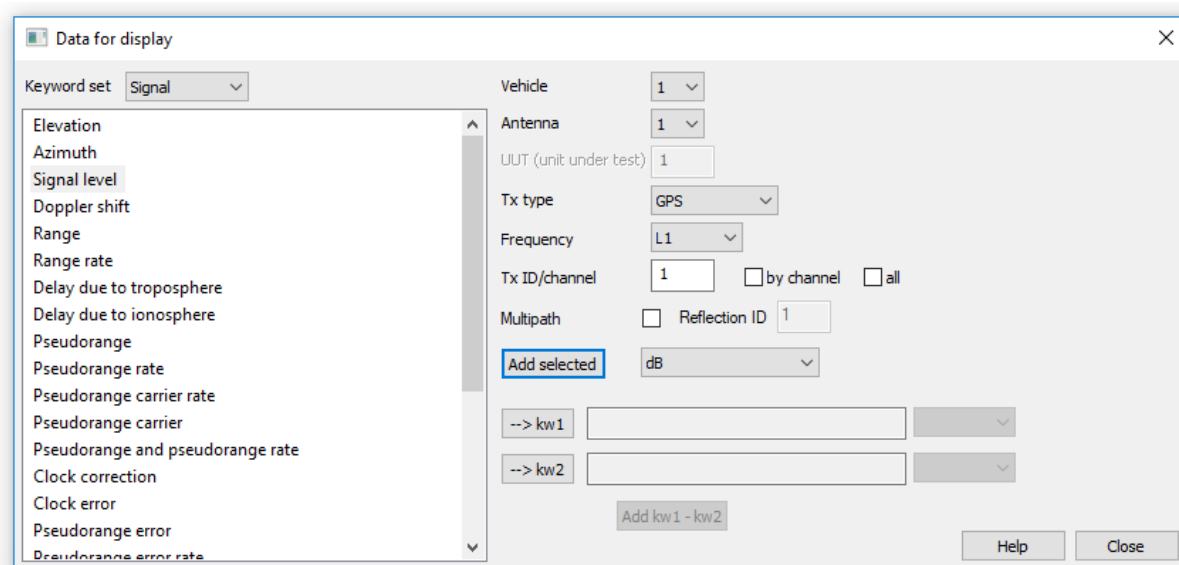 Data for display
Keyword set Signal
Elevation
Azimuth
Signal level
Doppler shift
Range
Range rate
Delay due to troposphere
Delay due to ionosphere
Pseudorange
Pseudorange rate
Pseudorange carrier rate
Pseudorange carrier
Pseudorange and pseudorange rate
Clock correction
Clock error
Pseudorange error
Pseudorange error rate
Vehicle 1
Antenna 1
UUT (unit under test) 1
Tx type GPS
Frequency L1
Tx ID/channel 1 by channel all
Multipath Reflection ID 1
Add selected dB
--> kw1
--> kw2
Add kw1 - kw2
Help Close